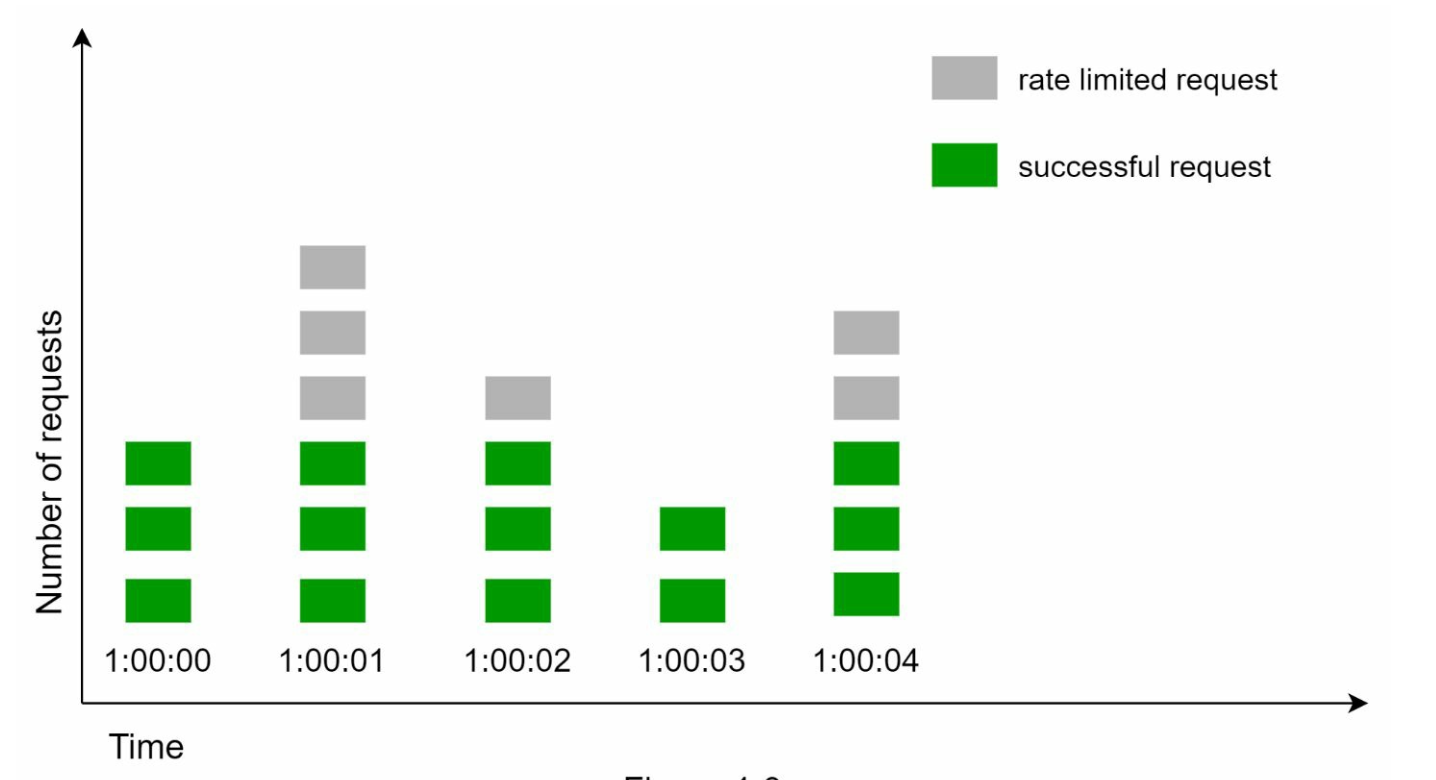 rate limited request
successful request
Number of requests
1:00:00 1:00:01 1:00:02 1:00:03 1:00:04
Time